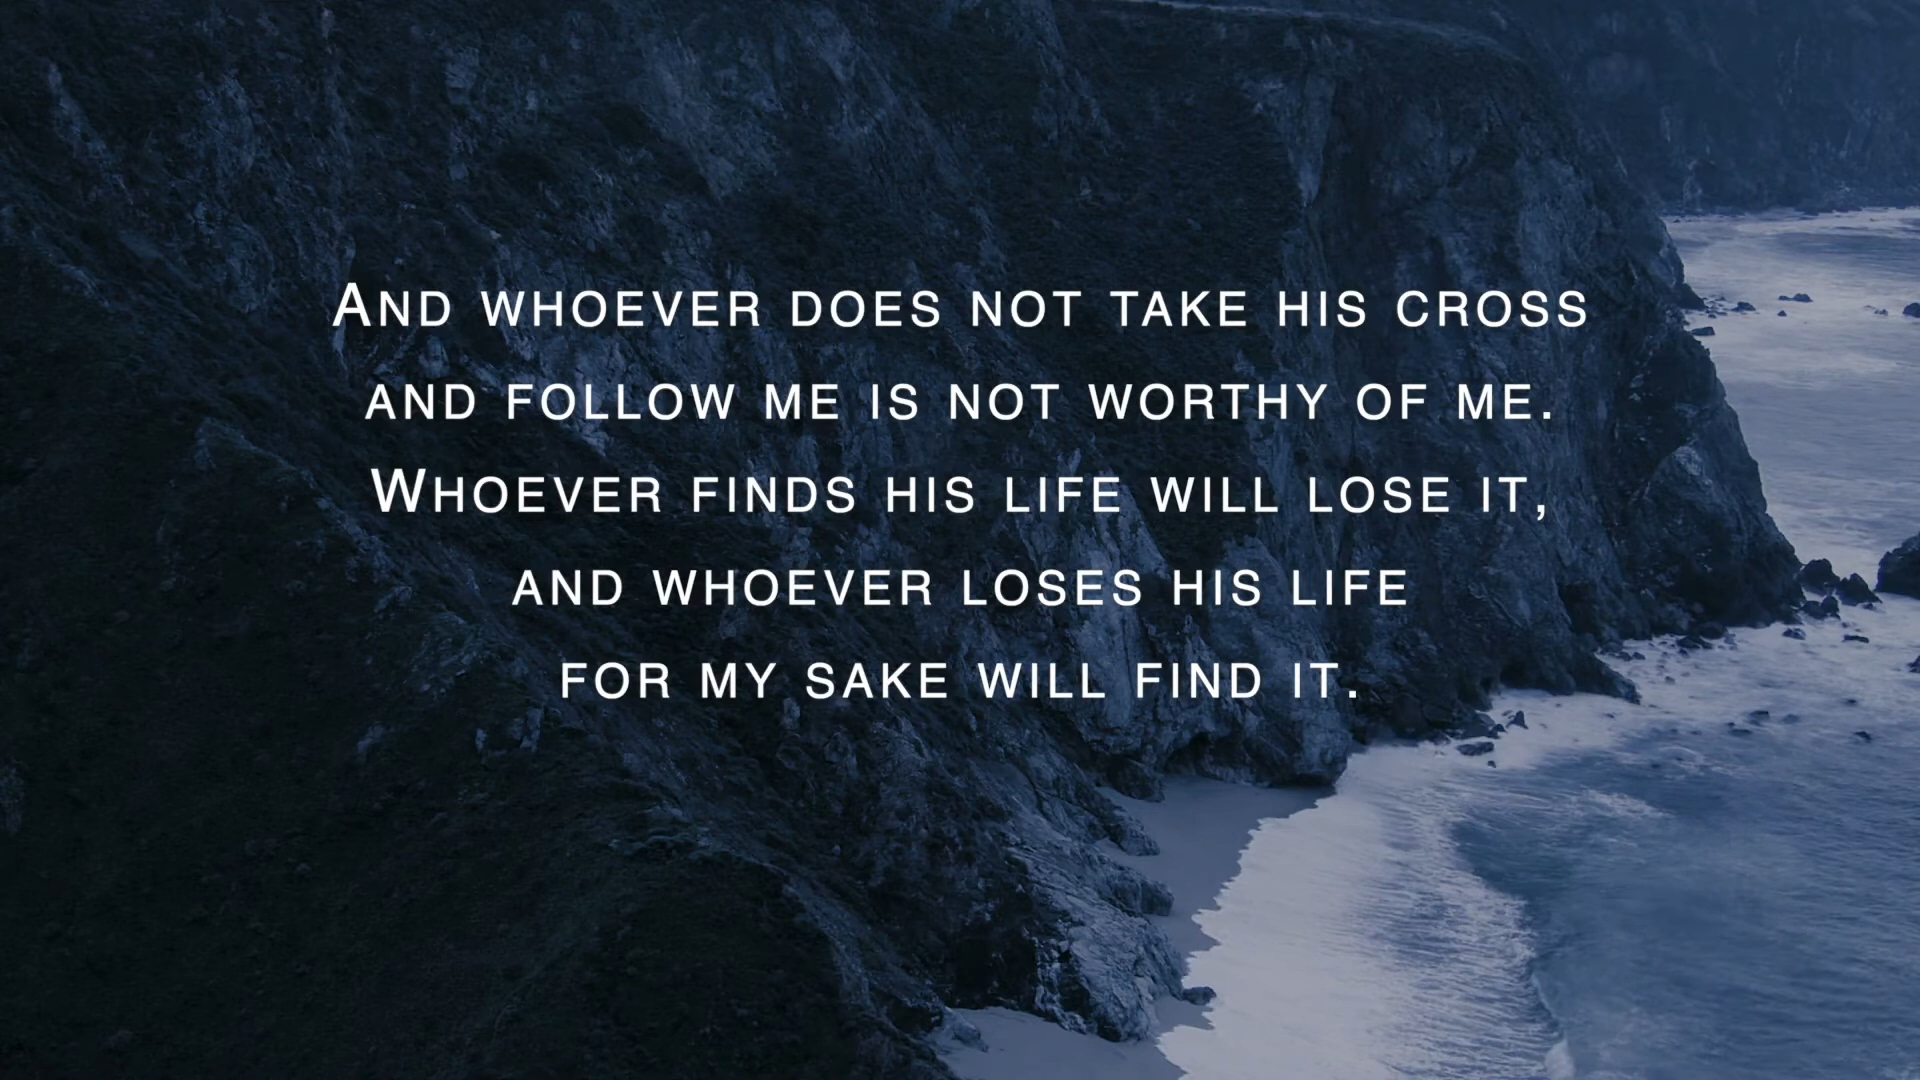 And whoever does not take his cross
and follow me is not worthy of me.
Whoever finds his life will lose it,
and whoever loses his life
for my sake will find it.